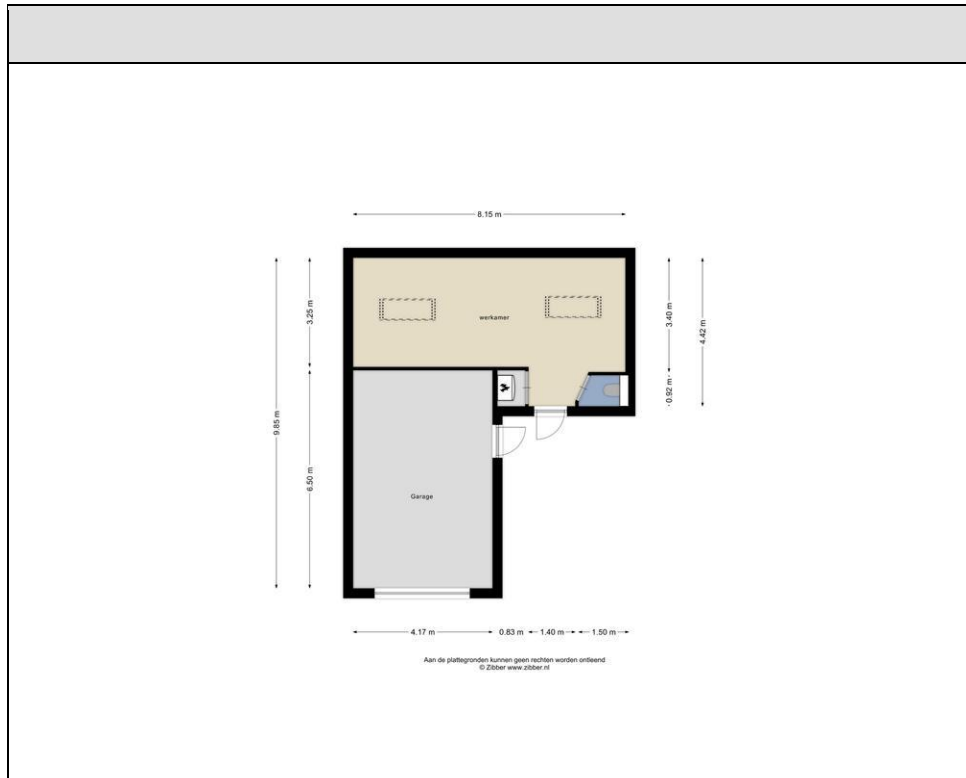 8.15 m
3.25 m
3.40 m
4.42 m
werkamer
0.92 m
9.85 m
6.50 m
Garage
4.17 m 0.83 m 1.40 m 1.50 m
Aan de plattegronden kunnen geen rechten worden ontleend
© Zibber www.zibber.nl